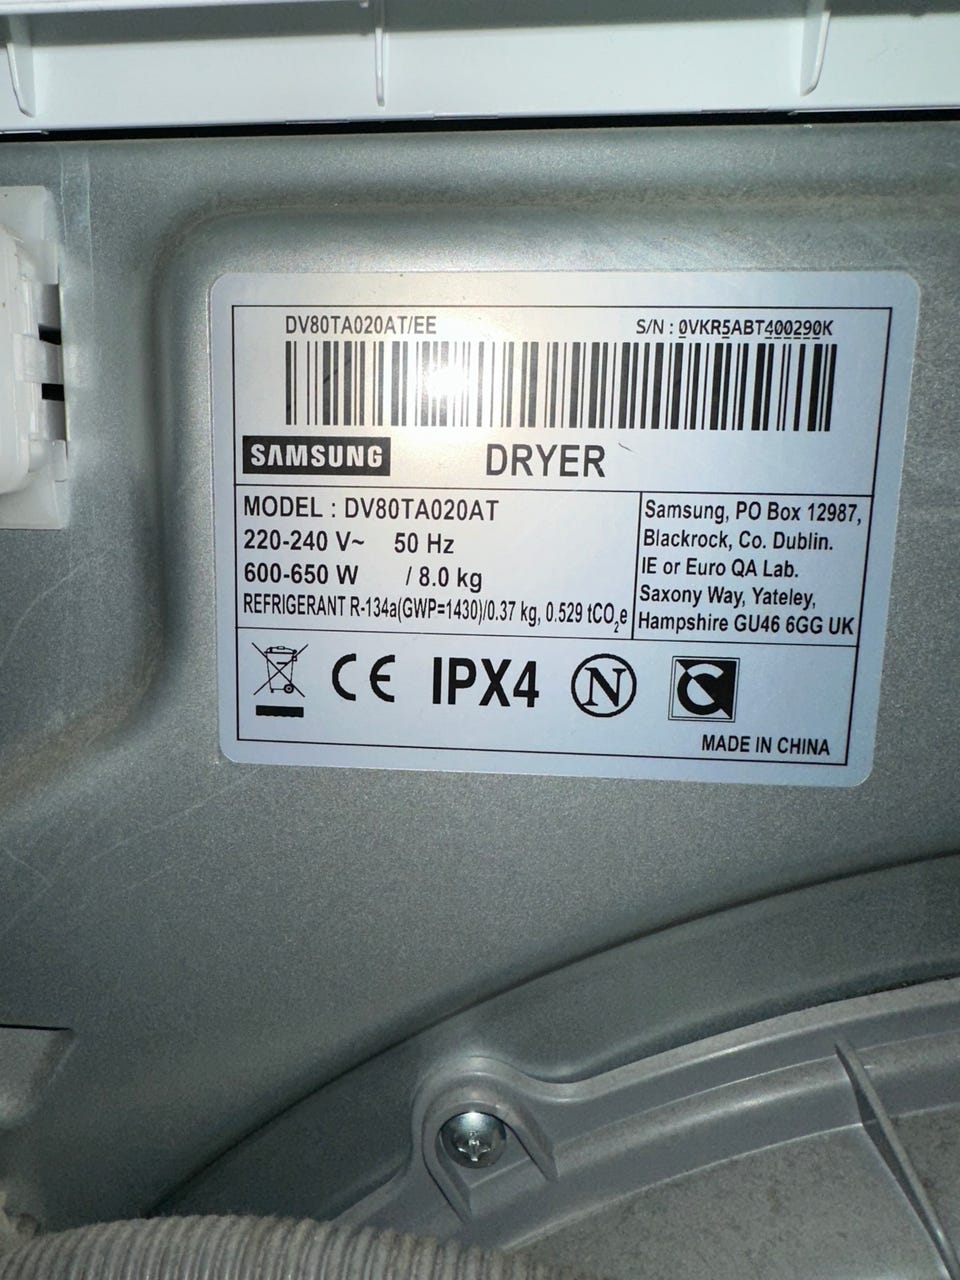 DV80TA020AT/EE
S/N : 0VKR5ABT400290K
SAMSUNG
DRYER
MODEL : DV80TA020AT
220-240 V~ 50 Hz
600-650 W / 8.0 kg
REFRIGERANT R-134a(GWP=1430)/0.37 kg, 0.529 tCO₂e
Samsung, PO Box 12987,
Blackrock, Co. Dublin.
IE or Euro QA Lab.
Saxony Way, Yateley,
Hampshire GU46 6GG UK
CE IPX4 N
MADE IN CHINA